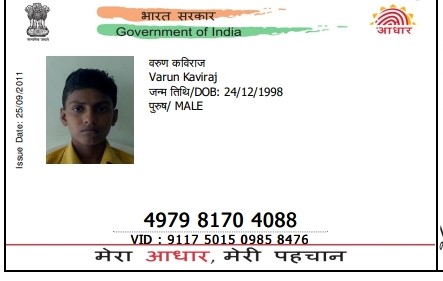 भारत सरकार
Government of India
आधार
Issue Date: 25/09/2011
वरुण कविराज
Varun Kaviraj
जन्म तिथि/DOB: 24/12/1998
पुरुष/ MALE
4979 8170 4088
VID : 9117 5015 0985 8476
मेरा आधार, मेरी पहचान